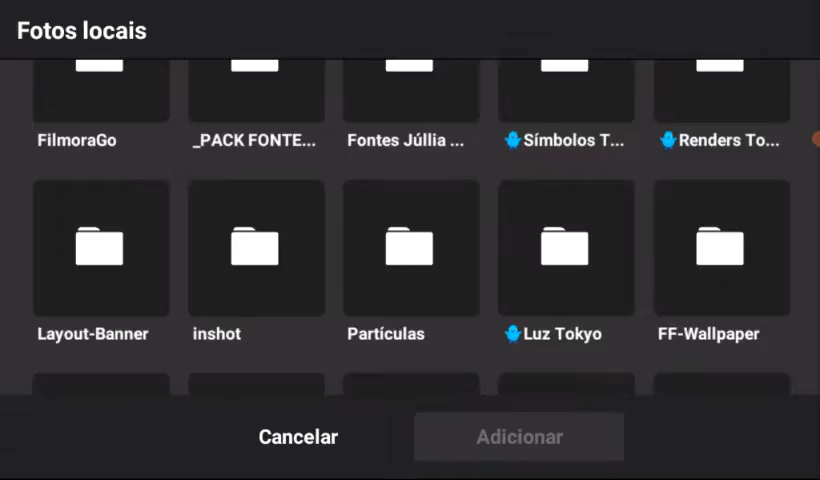 Fotos locais
FilmoraGo
_PACK FONTE...
Fontes Júllia ...
Símbolos T...
Renders To...
Layout-Banner
inshot
Partículas
Luz Tokyo
FF-Wallpaper
Cancelar
Adicionar